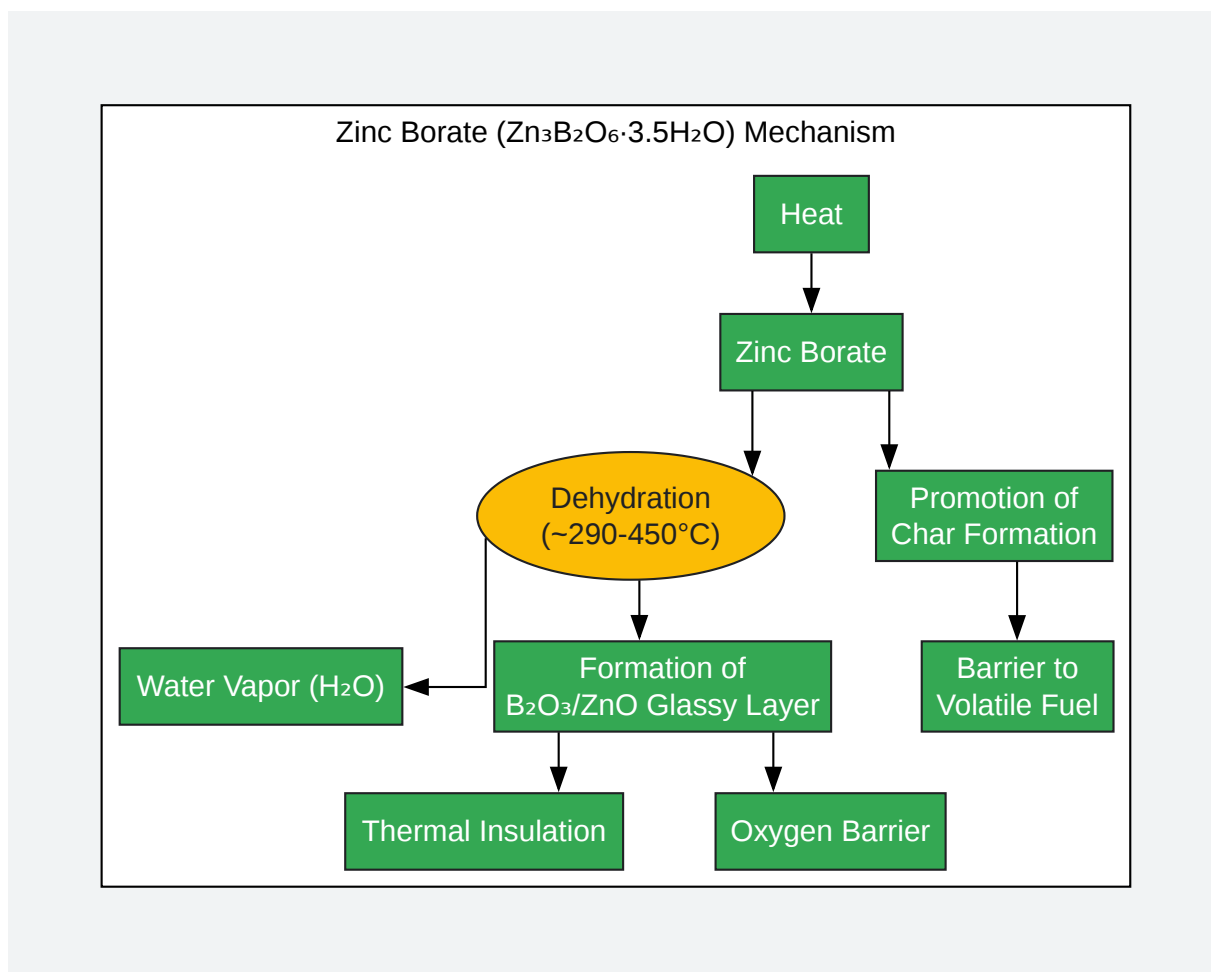 Zinc Borate (Zn₃B₂O₆·3.5H₂O) Mechanism
Heat
Zinc Borate
Dehydration
(~290-450°C)
Promotion of
Char Formation
Water Vapor (H₂O)
Formation of
B₂O₃/ZnO Glassy Layer
Barrier to
Volatile Fuel
Thermal Insulation
Oxygen Barrier